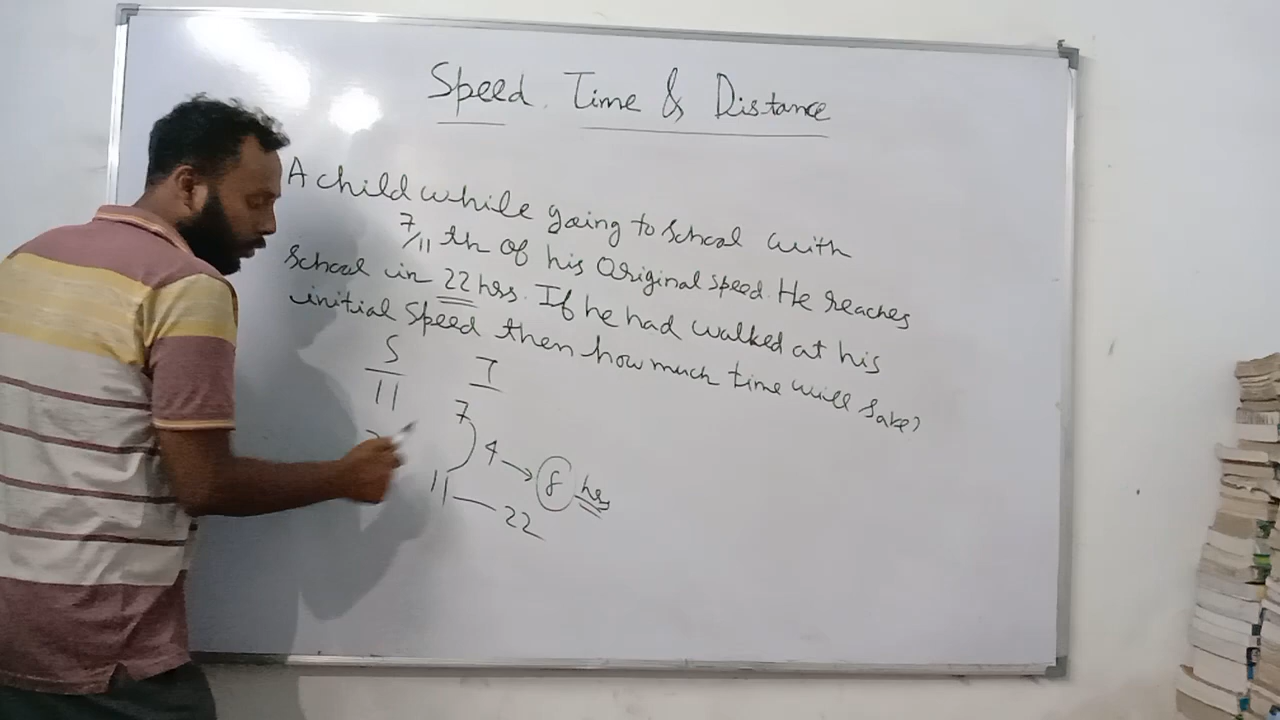 Speed, Time & Distance
A child while going to school with
7/11 th of his Original speed. He reaches
School in 22 hrs. If he had walked at his
initial speed then how much time will save?
S T
11 7
4 → 8 hrs
11 — 22